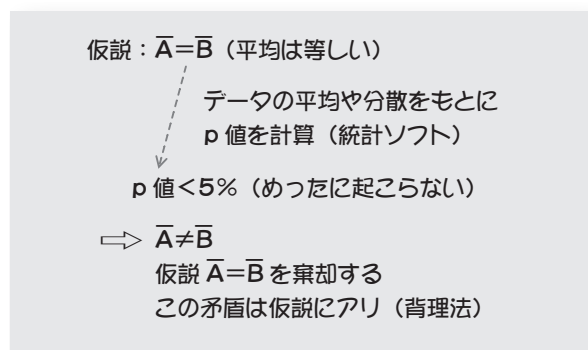 仮説：A̅＝B̅（平均は等しい）
データの平均や分散をもとに
p 値を計算（統計ソフト）
p 値＜5％（めったに起こらない）
⇨ A̅≠B̅
仮説 A̅＝B̅ を棄却する
この矛盾は仮説にアリ（背理法）